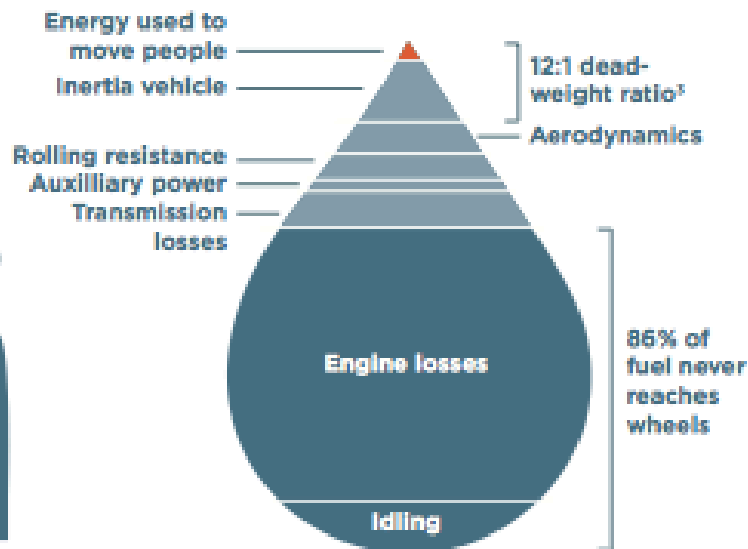 Energy used to
move people
Inertia vehicle
12:1 dead-
weight ratio³
Aerodynamics
Rolling resistance
Auxilliary power
Transmission
losses
Engine losses
86% of
fuel never
reaches
wheels
Idling